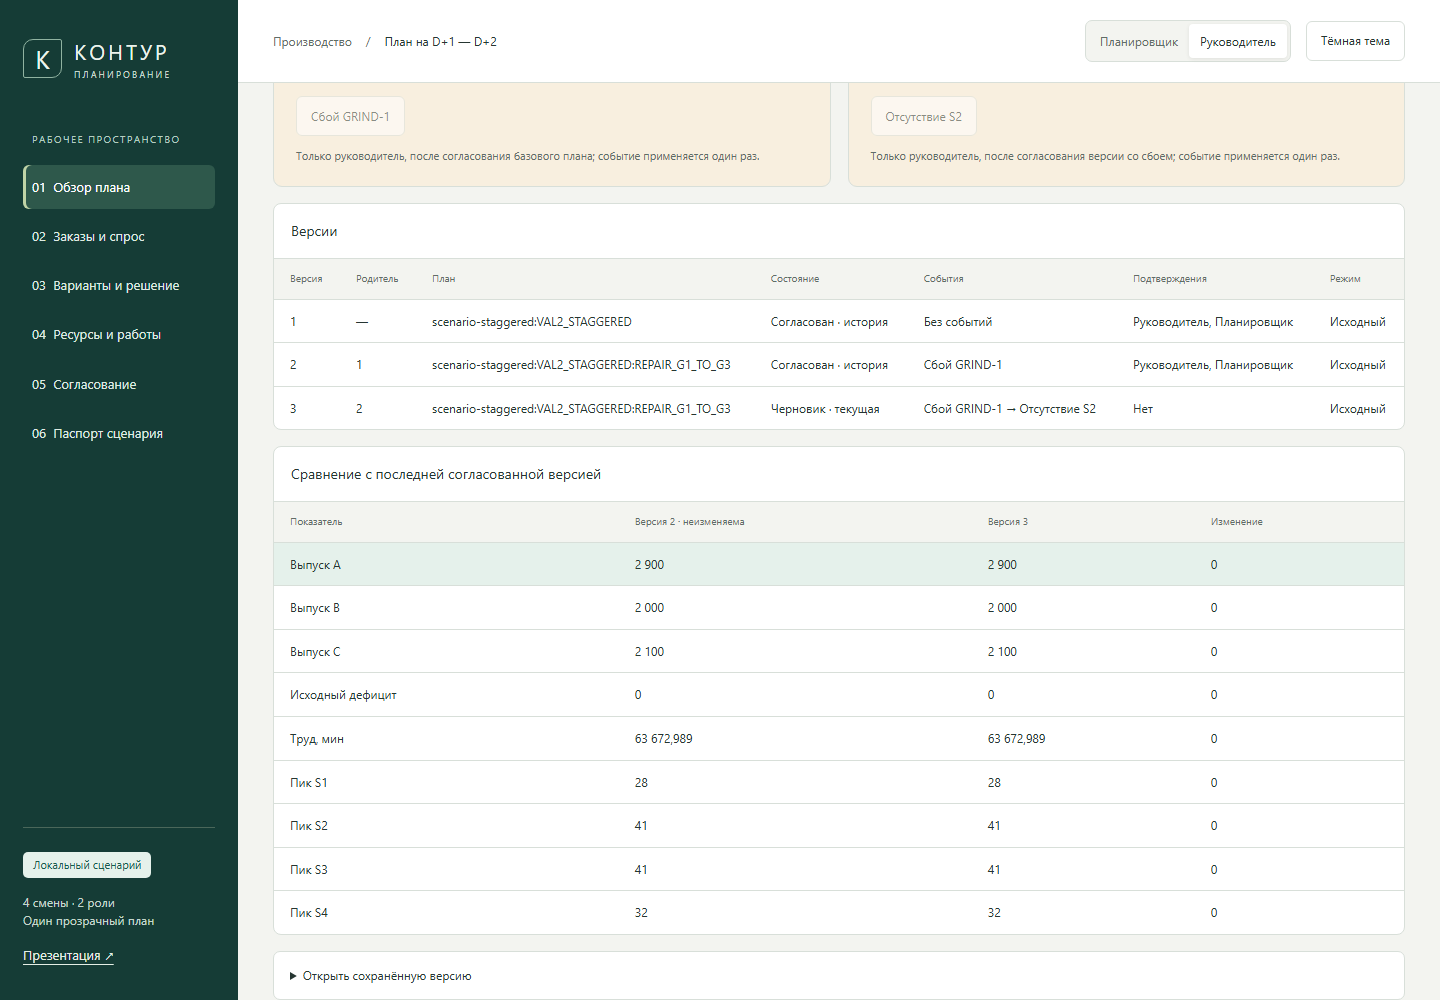 К
КОНТУР
ПЛАНИРОВАНИЕ
РАБОЧЕЕ ПРОСТРАНСТВО
01 Обзор плана
02 Заказы и спрос
03 Варианты и решение
04 Ресурсы и работы
05 Согласование
06 Паспорт сценария
Локальный сценарий
4 смены · 2 роли
Один прозрачный план
Презентация ↗
Производство / План на D+1 — D+2
Планировщик Руководитель Тёмная тема
Сбой GRIND-1
Только руководитель, после согласования базового плана; событие применяется один раз.
Отсутствие S2
Только руководитель, после согласования версии со сбоем; событие применяется один раз.
Версии
Версия Родитель План Состояние События Подтверждения Режим
1 — scenario-staggered:VAL2_STAGGERED Согласован · история Без событий Руководитель, Планировщик Исходный
2 1 scenario-staggered:VAL2_STAGGERED:REPAIR_G1_TO_G3 Согласован · история Сбой GRIND-1 Руководитель, Планировщик Исходный
3 2 scenario-staggered:VAL2_STAGGERED:REPAIR_G1_TO_G3 Черновик · текущая Сбой GRIND-1 → Отсутствие S2 Нет Исходный
Сравнение с последней согласованной версией
Показатель Версия 2 · неизменяема Версия 3 Изменение
Выпуск A 2 900 2 900 0
Выпуск B 2 000 2 000 0
Выпуск C 2 100 2 100 0
Исходный дефицит 0 0 0
Труд, мин 63 672,989 63 672,989 0
Пик S1 28 28 0
Пик S2 41 41 0
Пик S3 41 41 0
Пик S4 32 32 0
▶ Открыть сохранённую версию